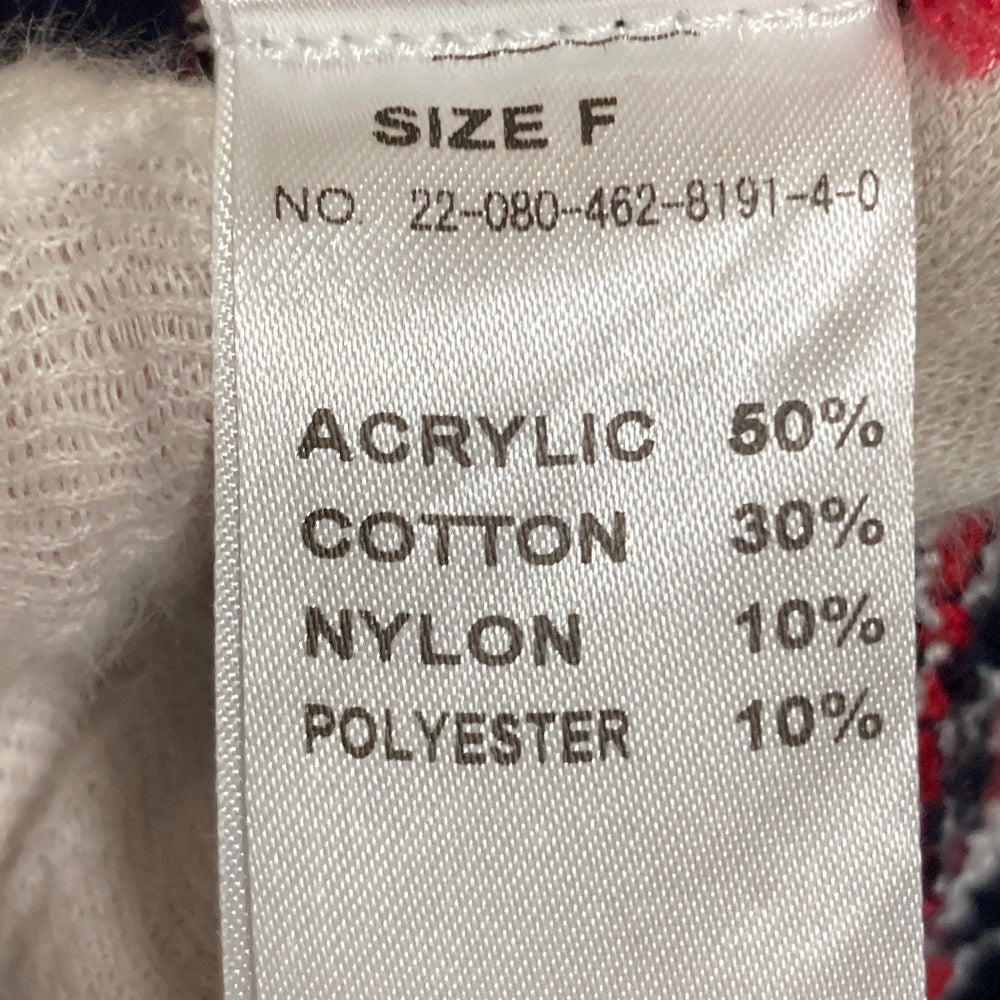 SIZE F
NO. 22-080-462-8191-4-0
ACRYLIC 50%
COTTON 30%
NYLON 10%
POLYESTER 10%